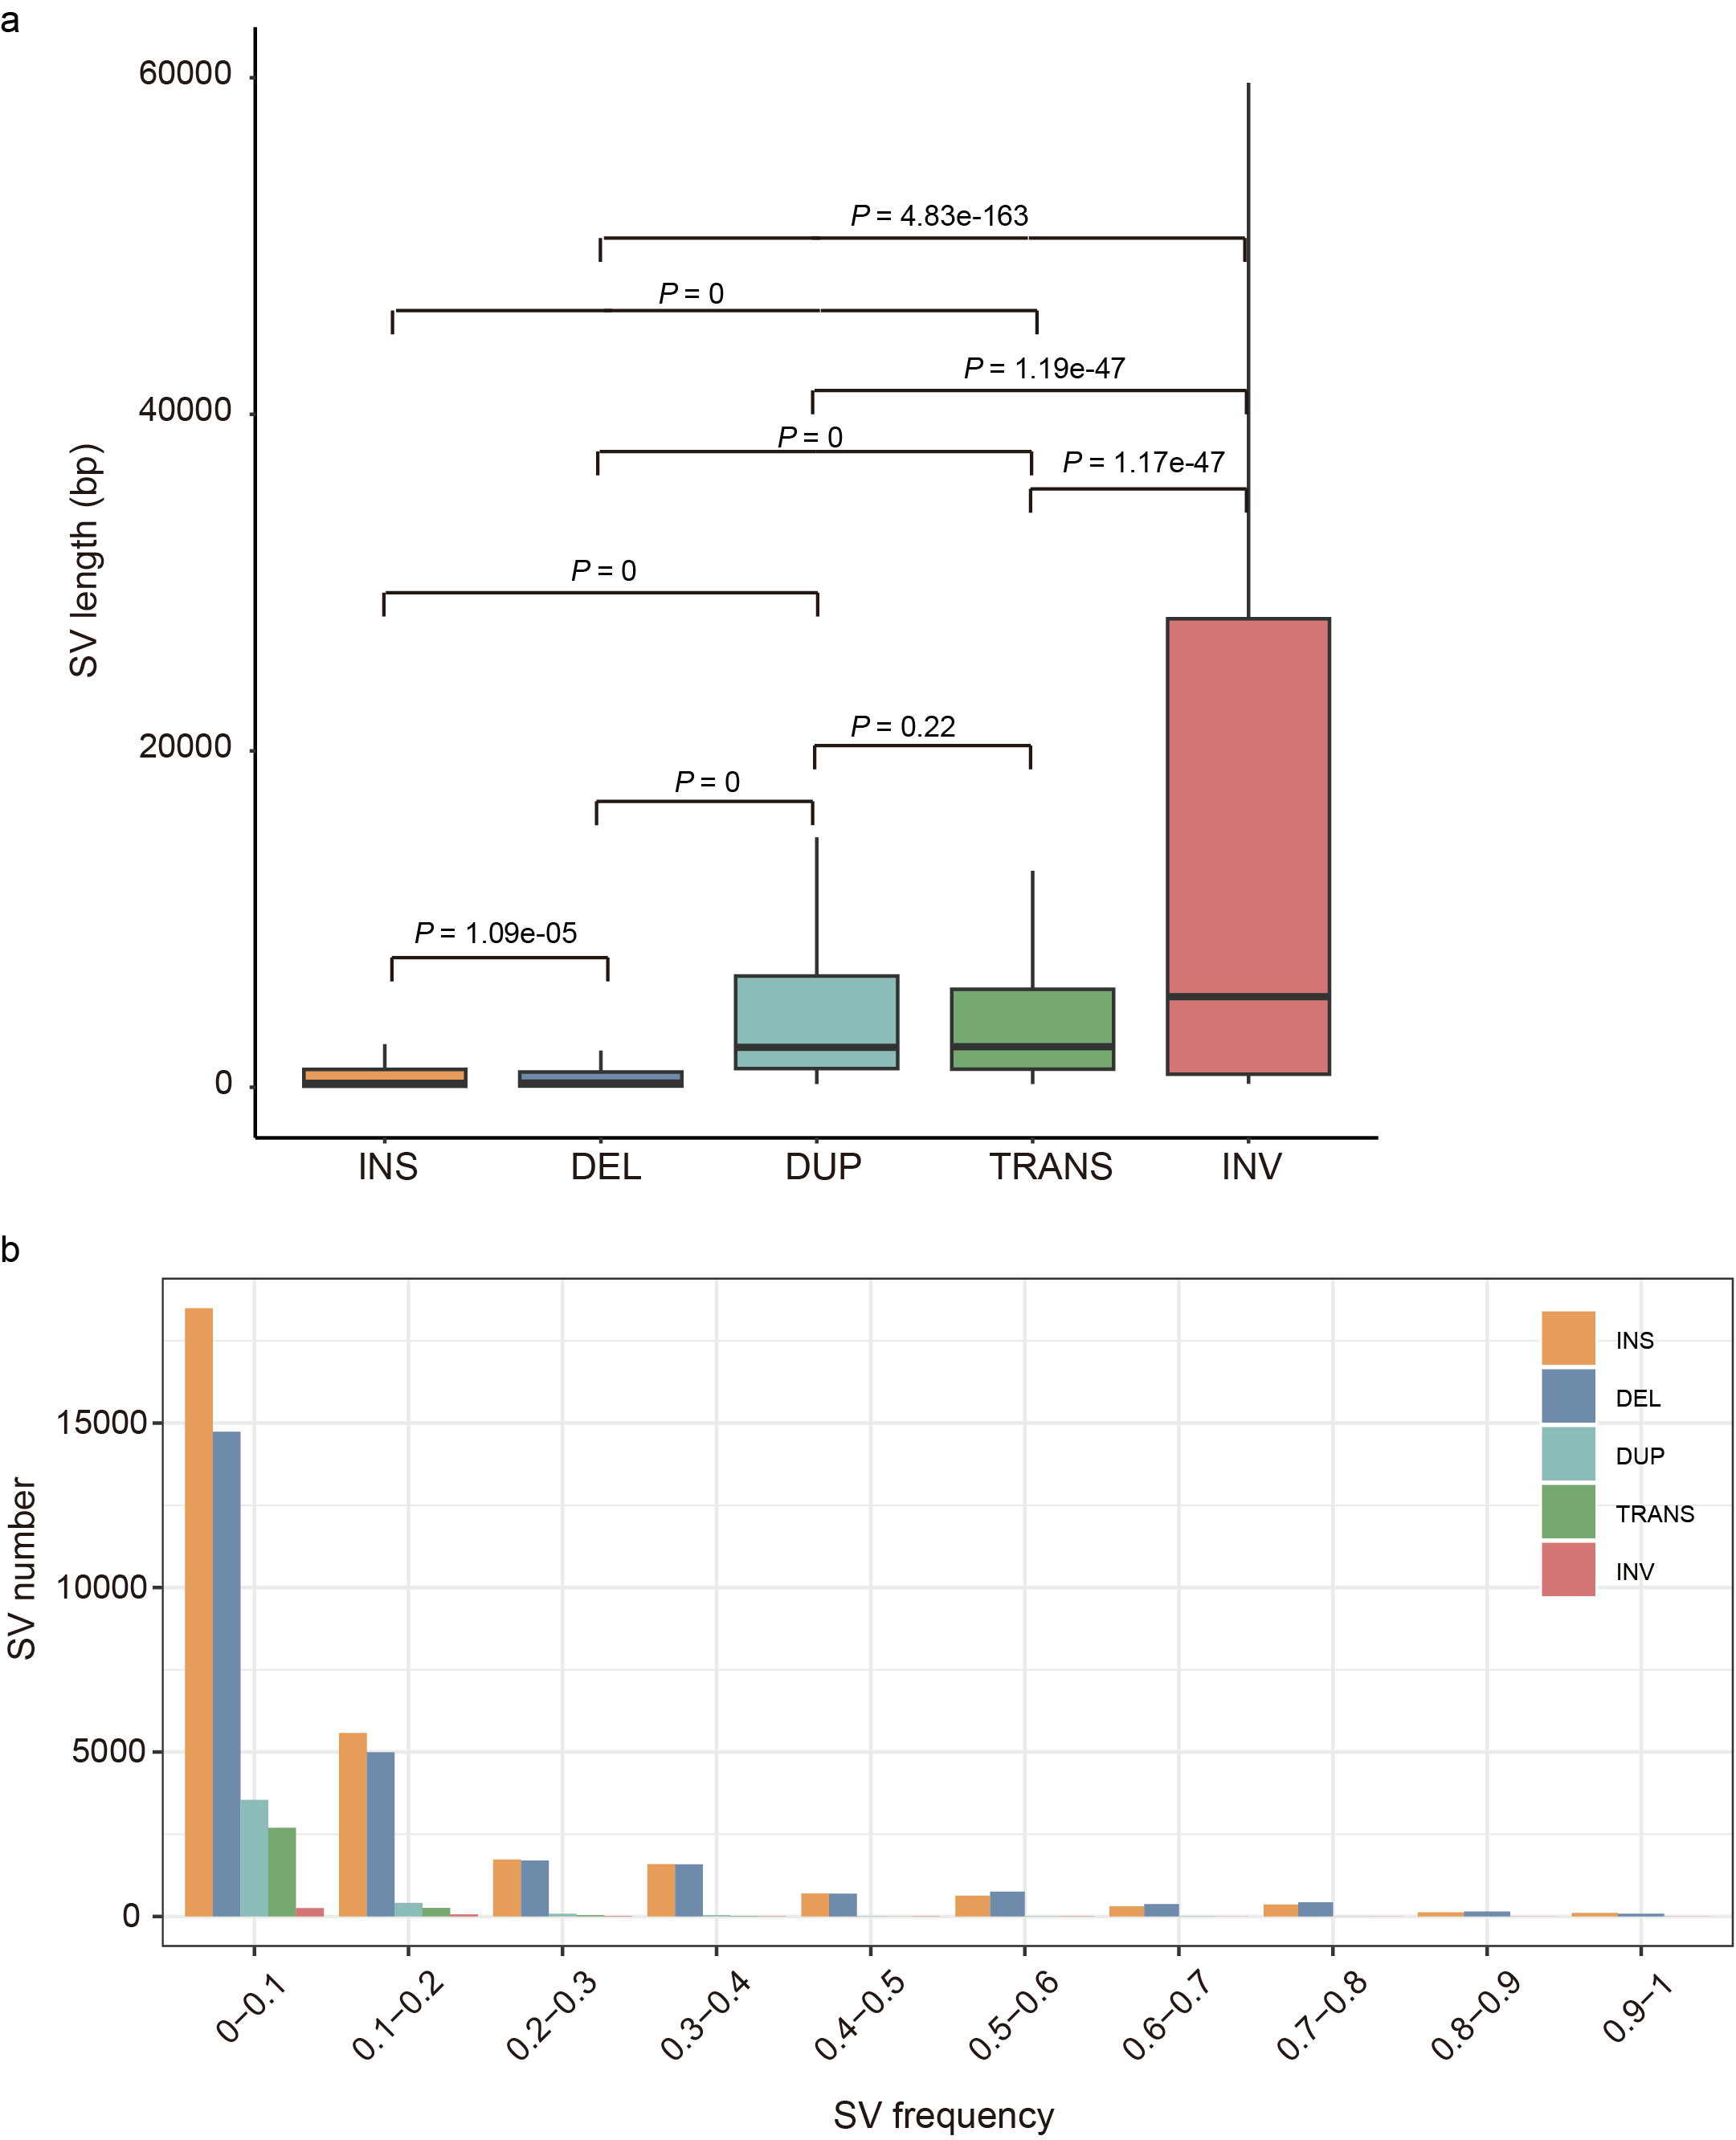 a
60000
P = 4.83e-163
P = 0
P = 1.19e-47
40000
P = 0
P = 1.17e-47
SV length (bp)
P = 0
20000
P = 0.22
P = 0
P = 1.09e-05
0
INS DEL DUP TRANS INV
b
INS
DEL
DUP
TRANS
INV
15000
10000
5000
0
SV number
0−0.1 0.1−0.2 0.2−0.3 0.3−0.4 0.4−0.5 0.5−0.6 0.6−0.7 0.7−0.8 0.8−0.9 0.9−1
SV frequency